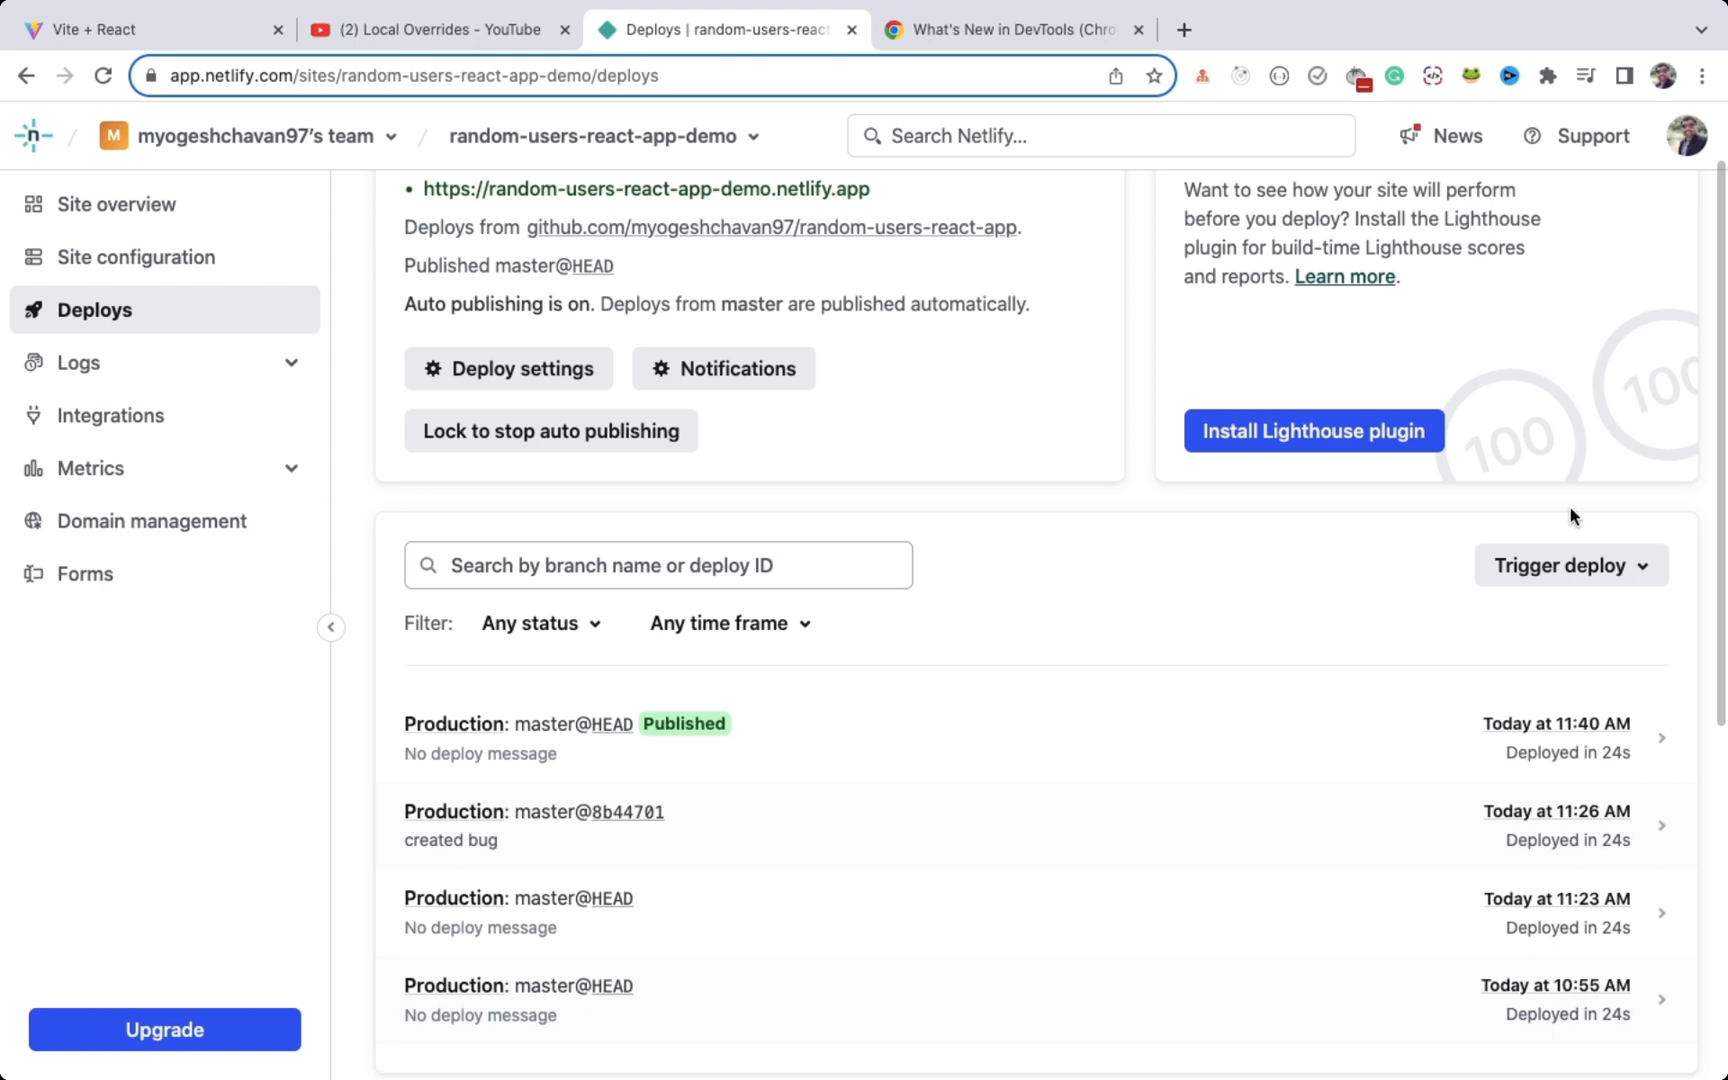 Vite + React
(2) Local Overrides - YouTube
Deploys | random-users-react
What's New in DevTools (Chro
app.netlify.com/sites/random-users-react-app-demo/deploys
n / M myogeshchavan97's team / random-users-react-app-demo
Search Netlify...
News
Support
Site overview
Site configuration
Deploys
Logs
Integrations
Metrics
Domain management
Forms
Upgrade
• https://random-users-react-app-demo.netlify.app
Deploys from github.com/myogeshchavan97/random-users-react-app.
Published master@HEAD
Auto publishing is on. Deploys from master are published automatically.
Deploy settings
Notifications
Lock to stop auto publishing
Want to see how your site will perform
before you deploy? Install the Lighthouse
plugin for build-time Lighthouse scores
and reports. Learn more.
Install Lighthouse plugin
100
100
Search by branch name or deploy ID
Trigger deploy
Filter: Any status Any time frame
Production: master@HEAD Published
No deploy message
Today at 11:40 AM
Deployed in 24s
Production: master@8b44701
created bug
Today at 11:26 AM
Deployed in 24s
Production: master@HEAD
No deploy message
Today at 11:23 AM
Deployed in 24s
Production: master@HEAD
No deploy message
Today at 10:55 AM
Deployed in 24s